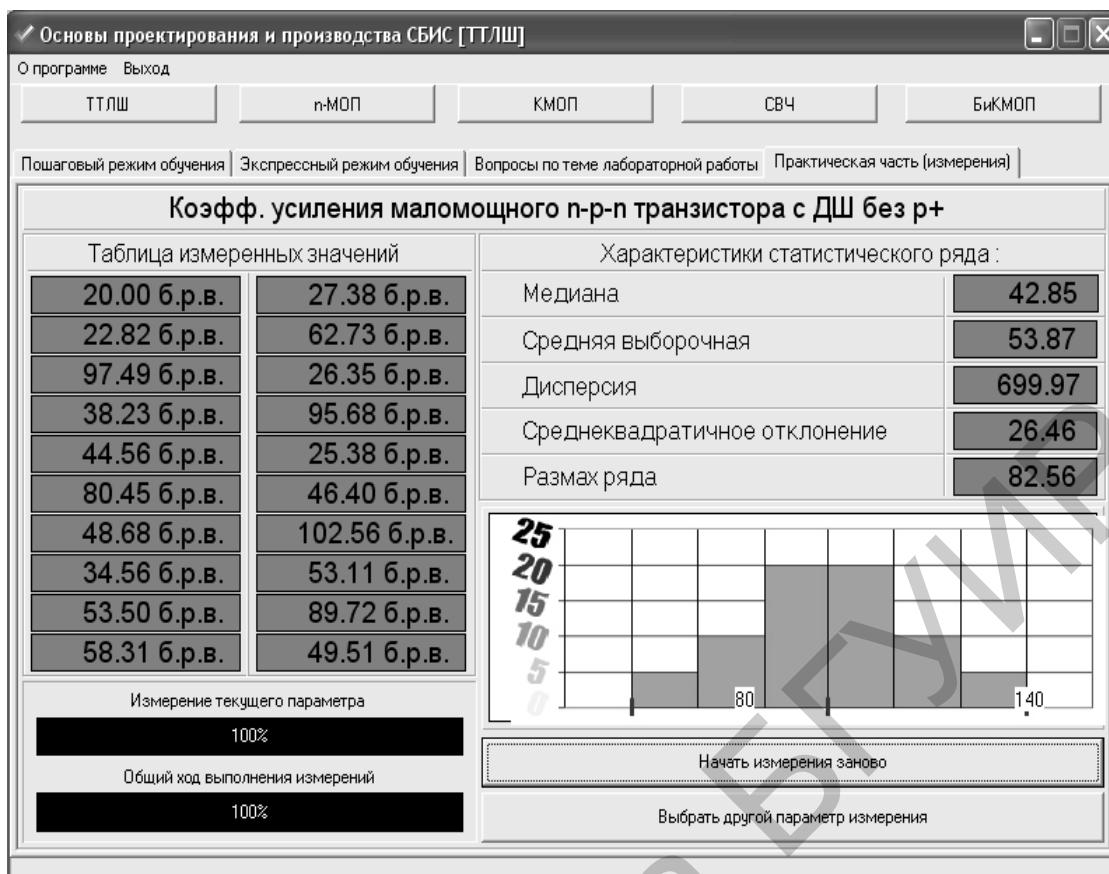 Основы проектирования и производства СБИС [ТТЛШ]
О программе Выход
ТТЛШ n-МОП КМОП СВЧ БиКМОП
Пошаговый режим обучения Экспрессный режим обучения Вопросы по теме лабораторной работы Практическая часть (измерения)
Коэфф. усиления маломощного n-p-n транзистора с ДШ без p+
Таблица измеренных значений
20.00 б.р.в. 27.38 б.р.в.
22.82 б.р.в. 62.73 б.р.в.
97.49 б.р.в. 26.35 б.р.в.
38.23 б.р.в. 95.68 б.р.в.
44.56 б.р.в. 25.38 б.р.в.
80.45 б.р.в. 46.40 б.р.в.
48.68 б.р.в. 102.56 б.р.в.
34.56 б.р.в. 53.11 б.р.в.
53.50 б.р.в. 89.72 б.р.в.
58.31 б.р.в. 49.51 б.р.в.
Измерение текущего параметра
100%
Общий ход выполнения измерений
100%
Характеристики статистического ряда :
Медиана 42.85
Средняя выборочная 53.87
Дисперсия 699.97
Среднеквадратичное отклонение 26.46
Размах ряда 82.56
25
20
15
10
5
0
80 140
Начать измерения заново
Выбрать другой параметр измерения
БГУИР